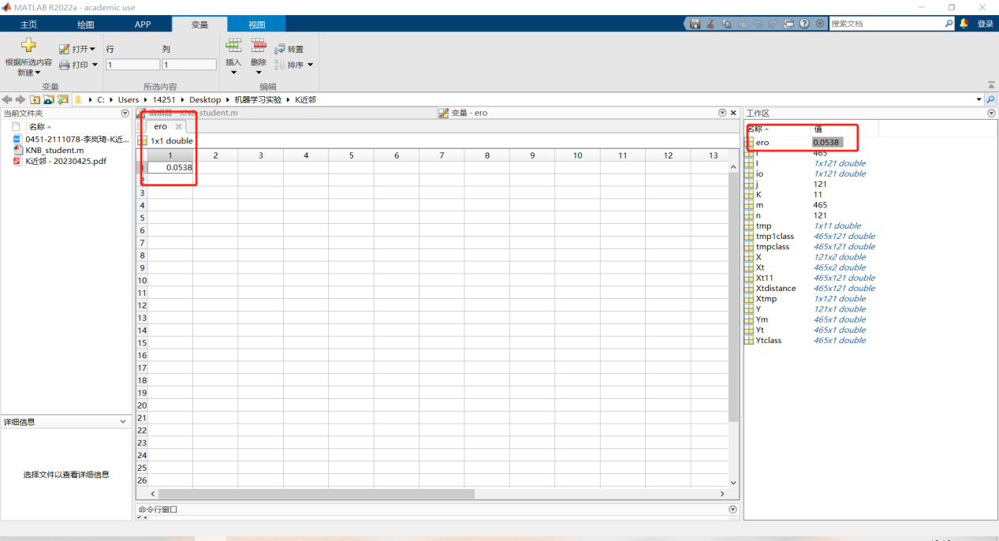 MATLAB R2022a - academic use
主页 绘图 APP 变量 视图 搜索文档 登录
根据所选内容
新建 打开 打印 行 列 1 1 插入 删除 转置 排序
变量 所选内容 编辑
C: Users 14251 Desktop 机器学习实验 K近邻
当前文件夹 编辑器 - KNB_student.m 变量 - ero 工作区
名称 ero 名称 值
0451-2111078-李岚琦-K近...
KNB_student.m
K近邻 - 20230425.pdf
1x1 double
1 2 3 4 5 6 7 8 9 10 11 12 13
1 0.0538
2
3
4
5
6
7
8
9
10
11
12
13
14
15
16
17
18
19
20
21
22
23
24
25
26
ero 0.0538
i 465
I 1x121 double
io 1x121 double
j 121
K 11
m 465
n 121
tmp 1x11 double
tmp1class 465x121 double
tmpclass 465x121 double
X 121x2 double
Xt 465x2 double
Xt11 465x121 double
Xtdistance 465x121 double
Xtmp 1x121 double
Y 121x1 double
Ym 465x1 double
Yt 465x1 double
Ytclass 465x1 double
详细信息
选择文件以查看详细信息
命令行窗口